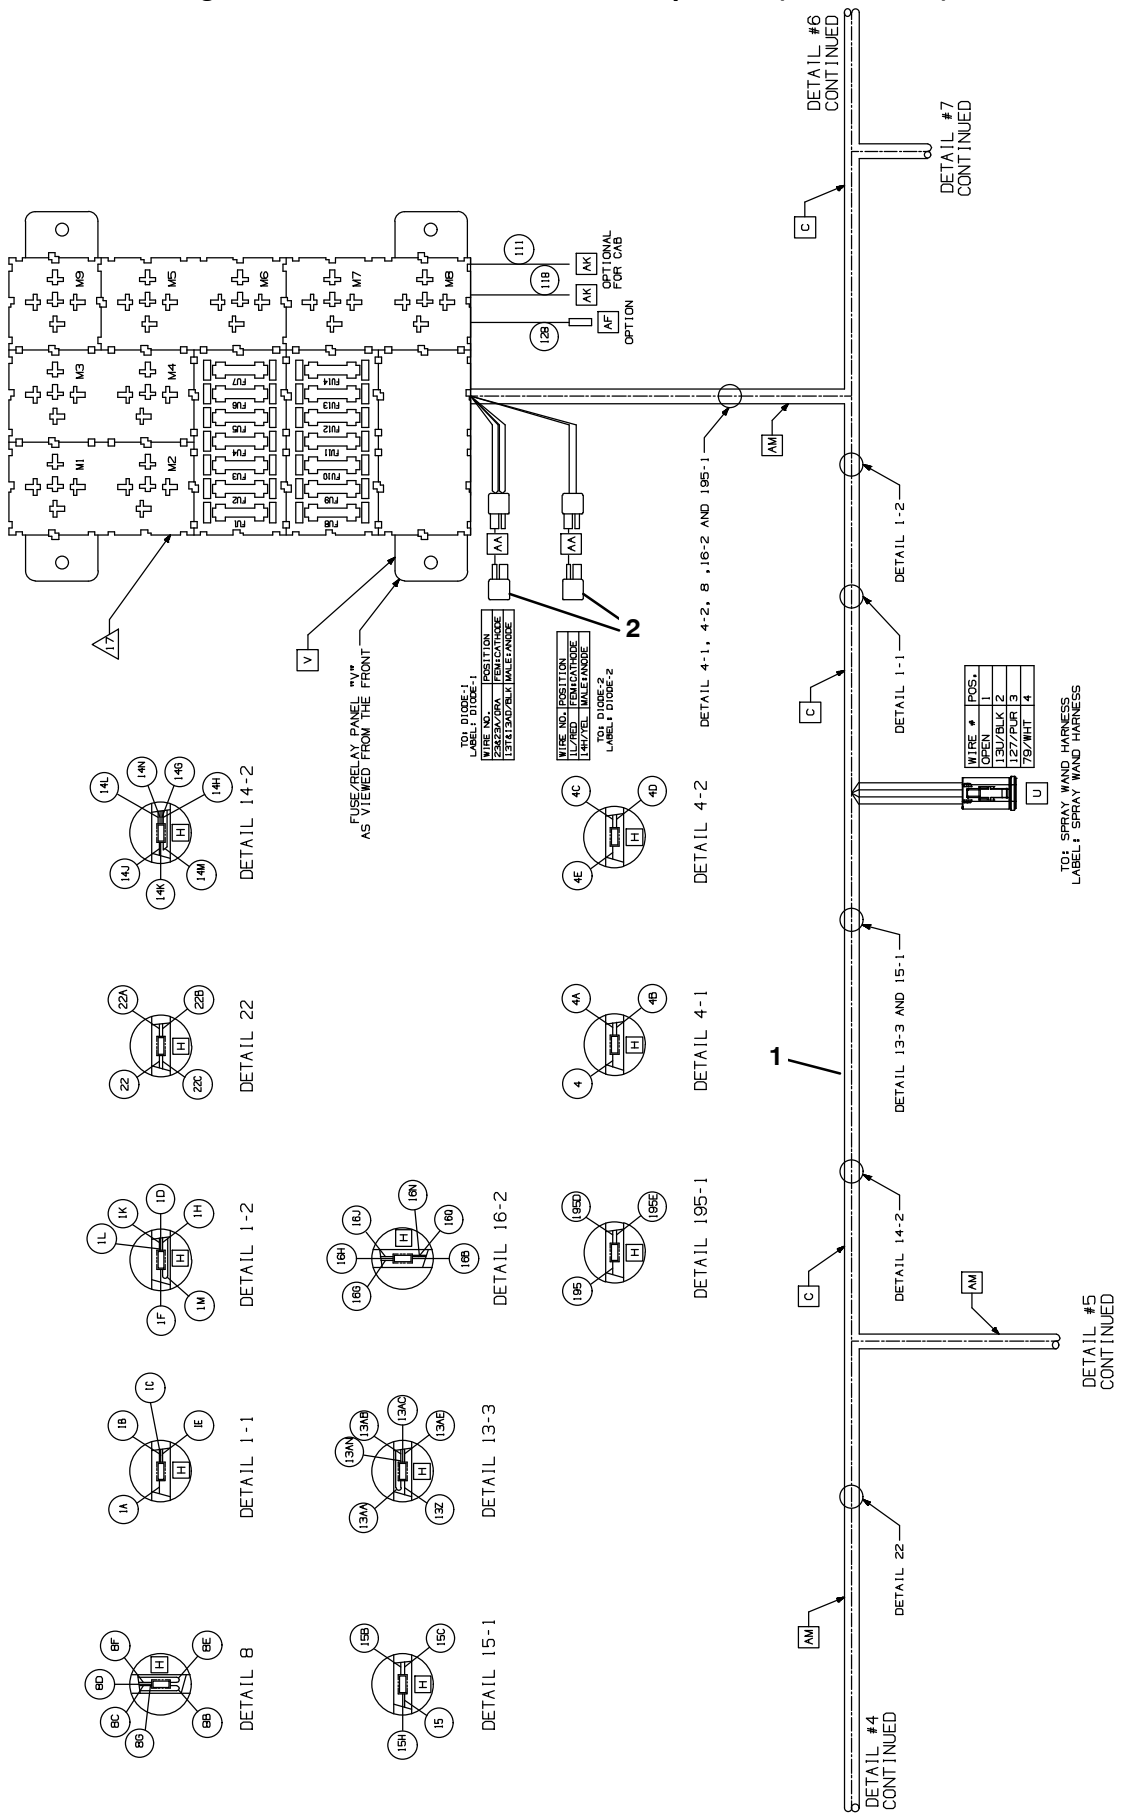 DETAIL #6
CONTINUED
DETAIL #7
CONTINUED
C
M9
M5
M6
M7
M8
M3
M4
M1
M2
FU7
FU6
FU5
FU4
FU3
FU2
FU1
FU14
FU13
FU12
FU11
FU10
FU9
FU8
111
118
128
AK
AK
OPTIONAL
FOR CAB
AF
OPTION
17
V
FUSE/RELAY PANEL "V"
AS VIEWED FROM THE FRONT
AA
AA
2
TO: DIODE-1
LABEL: DIODE-1
WIRE NO. POSITION
23&23A/ORA FEM:CATHODE
13T&13AD/BLK MALE:ANODE
WIRE NO. POSITION
1L/RED FEM:CATHODE
14H/YEL MALE:ANODE
TO: DIODE-2
LABEL: DIODE-2
DETAIL 4-1, 4-2, 8 ,16-2 AND 195-1
AM
DETAIL 1-2
DETAIL 1-1
C
WIRE # POS.
OPEN 1
13U/BLK 2
127/PUR 3
79/WHT 4
U
TO: SPRAY WAND HARNESS
LABEL: SPRAY WAND HARNESS
DETAIL 13-3 AND 15-1
1
DETAIL 14-2
C
AM
DETAIL #5
CONTINUED
DETAIL 22
AM
DETAIL #4
CONTINUED
14L
14N
14G
14H
14J
14K
14M
H
DETAIL 14-2
22A
22B
22
22C
H
DETAIL 22
1L
1K
1D
1H
1F
1M
H
DETAIL 1-2
1B
1C
1E
1A
H
DETAIL 1-1
8F
8D
8C
8G
8E
8B
H
DETAIL 8
16J
16H
16G
16N
16Q
16B
H
DETAIL 16-2
13AN
13AB
13AC
13AE
13AA
13Z
H
DETAIL 13-3
15B
15C
15H
15
H
DETAIL 15-1
4C
4D
4E
H
DETAIL 4-2
4A
4B
4
H
DETAIL 4-1
195D
195E
195
H
DETAIL 195-1